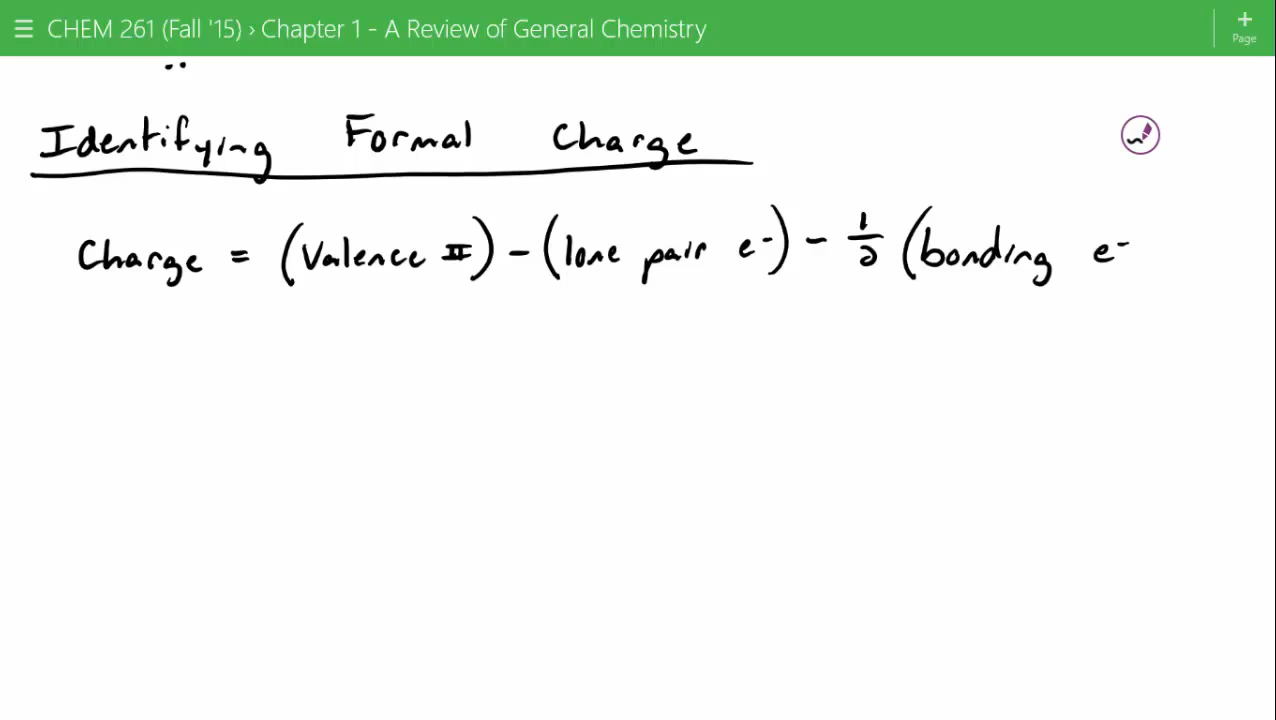 ☰ CHEM 261 (Fall '15) › Chapter 1 - A Review of General Chemistry
+
Page
Identifying Formal Charge
Charge = (Valence #) - (lone pair e⁻) - 1/2 (bonding e⁻